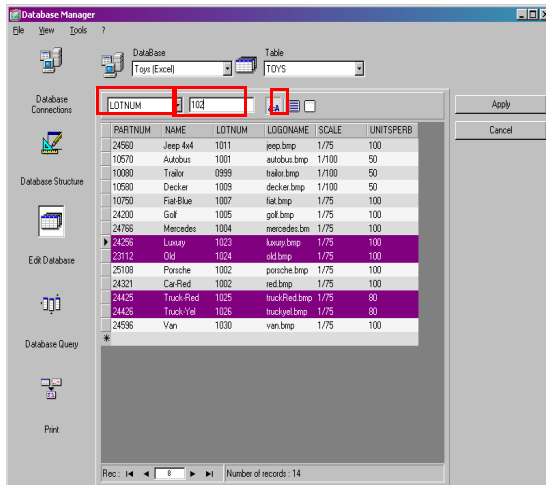 Database Manager
File View Tools ?
DataBase
Toys (Excel)
Table
TOYS
Database
Connections
Database Structure
Edit Database
Database Query
Print
LOTNUM 102
Apply
Cancel
PARTNUM NAME LOTNUM LOGONAME SCALE UNITSPERB
24560 Jeep 4x4 1011 jeep.bmp 1/75 100
10570 Autobus 1001 autobus.bmp 1/100 50
10080 Trailor 0999 trailor.bmp 1/100 50
10580 Decker 1009 decker.bmp 1/100 50
10750 Fiat-Blue 1007 fiat.bmp 1/75 100
24200 Golf 1005 golf.bmp 1/75 100
24766 Mercedes 1004 mercedes.bm 1/75 100
24256 Luxury 1023 luxury.bmp 1/75 100
23112 Old 1024 old.bmp 1/75 100
25108 Porsche 1002 porsche.bmp 1/75 100
24321 Car-Red 1002 red.bmp 1/75 100
24425 Truck-Red 1025 truckRed.bmp 1/75 80
24426 Truck-Yel 1026 truckyel.bmp 1/75 80
24596 Van 1030 van.bmp 1/75 100
Rec : 8 Number of records : 14